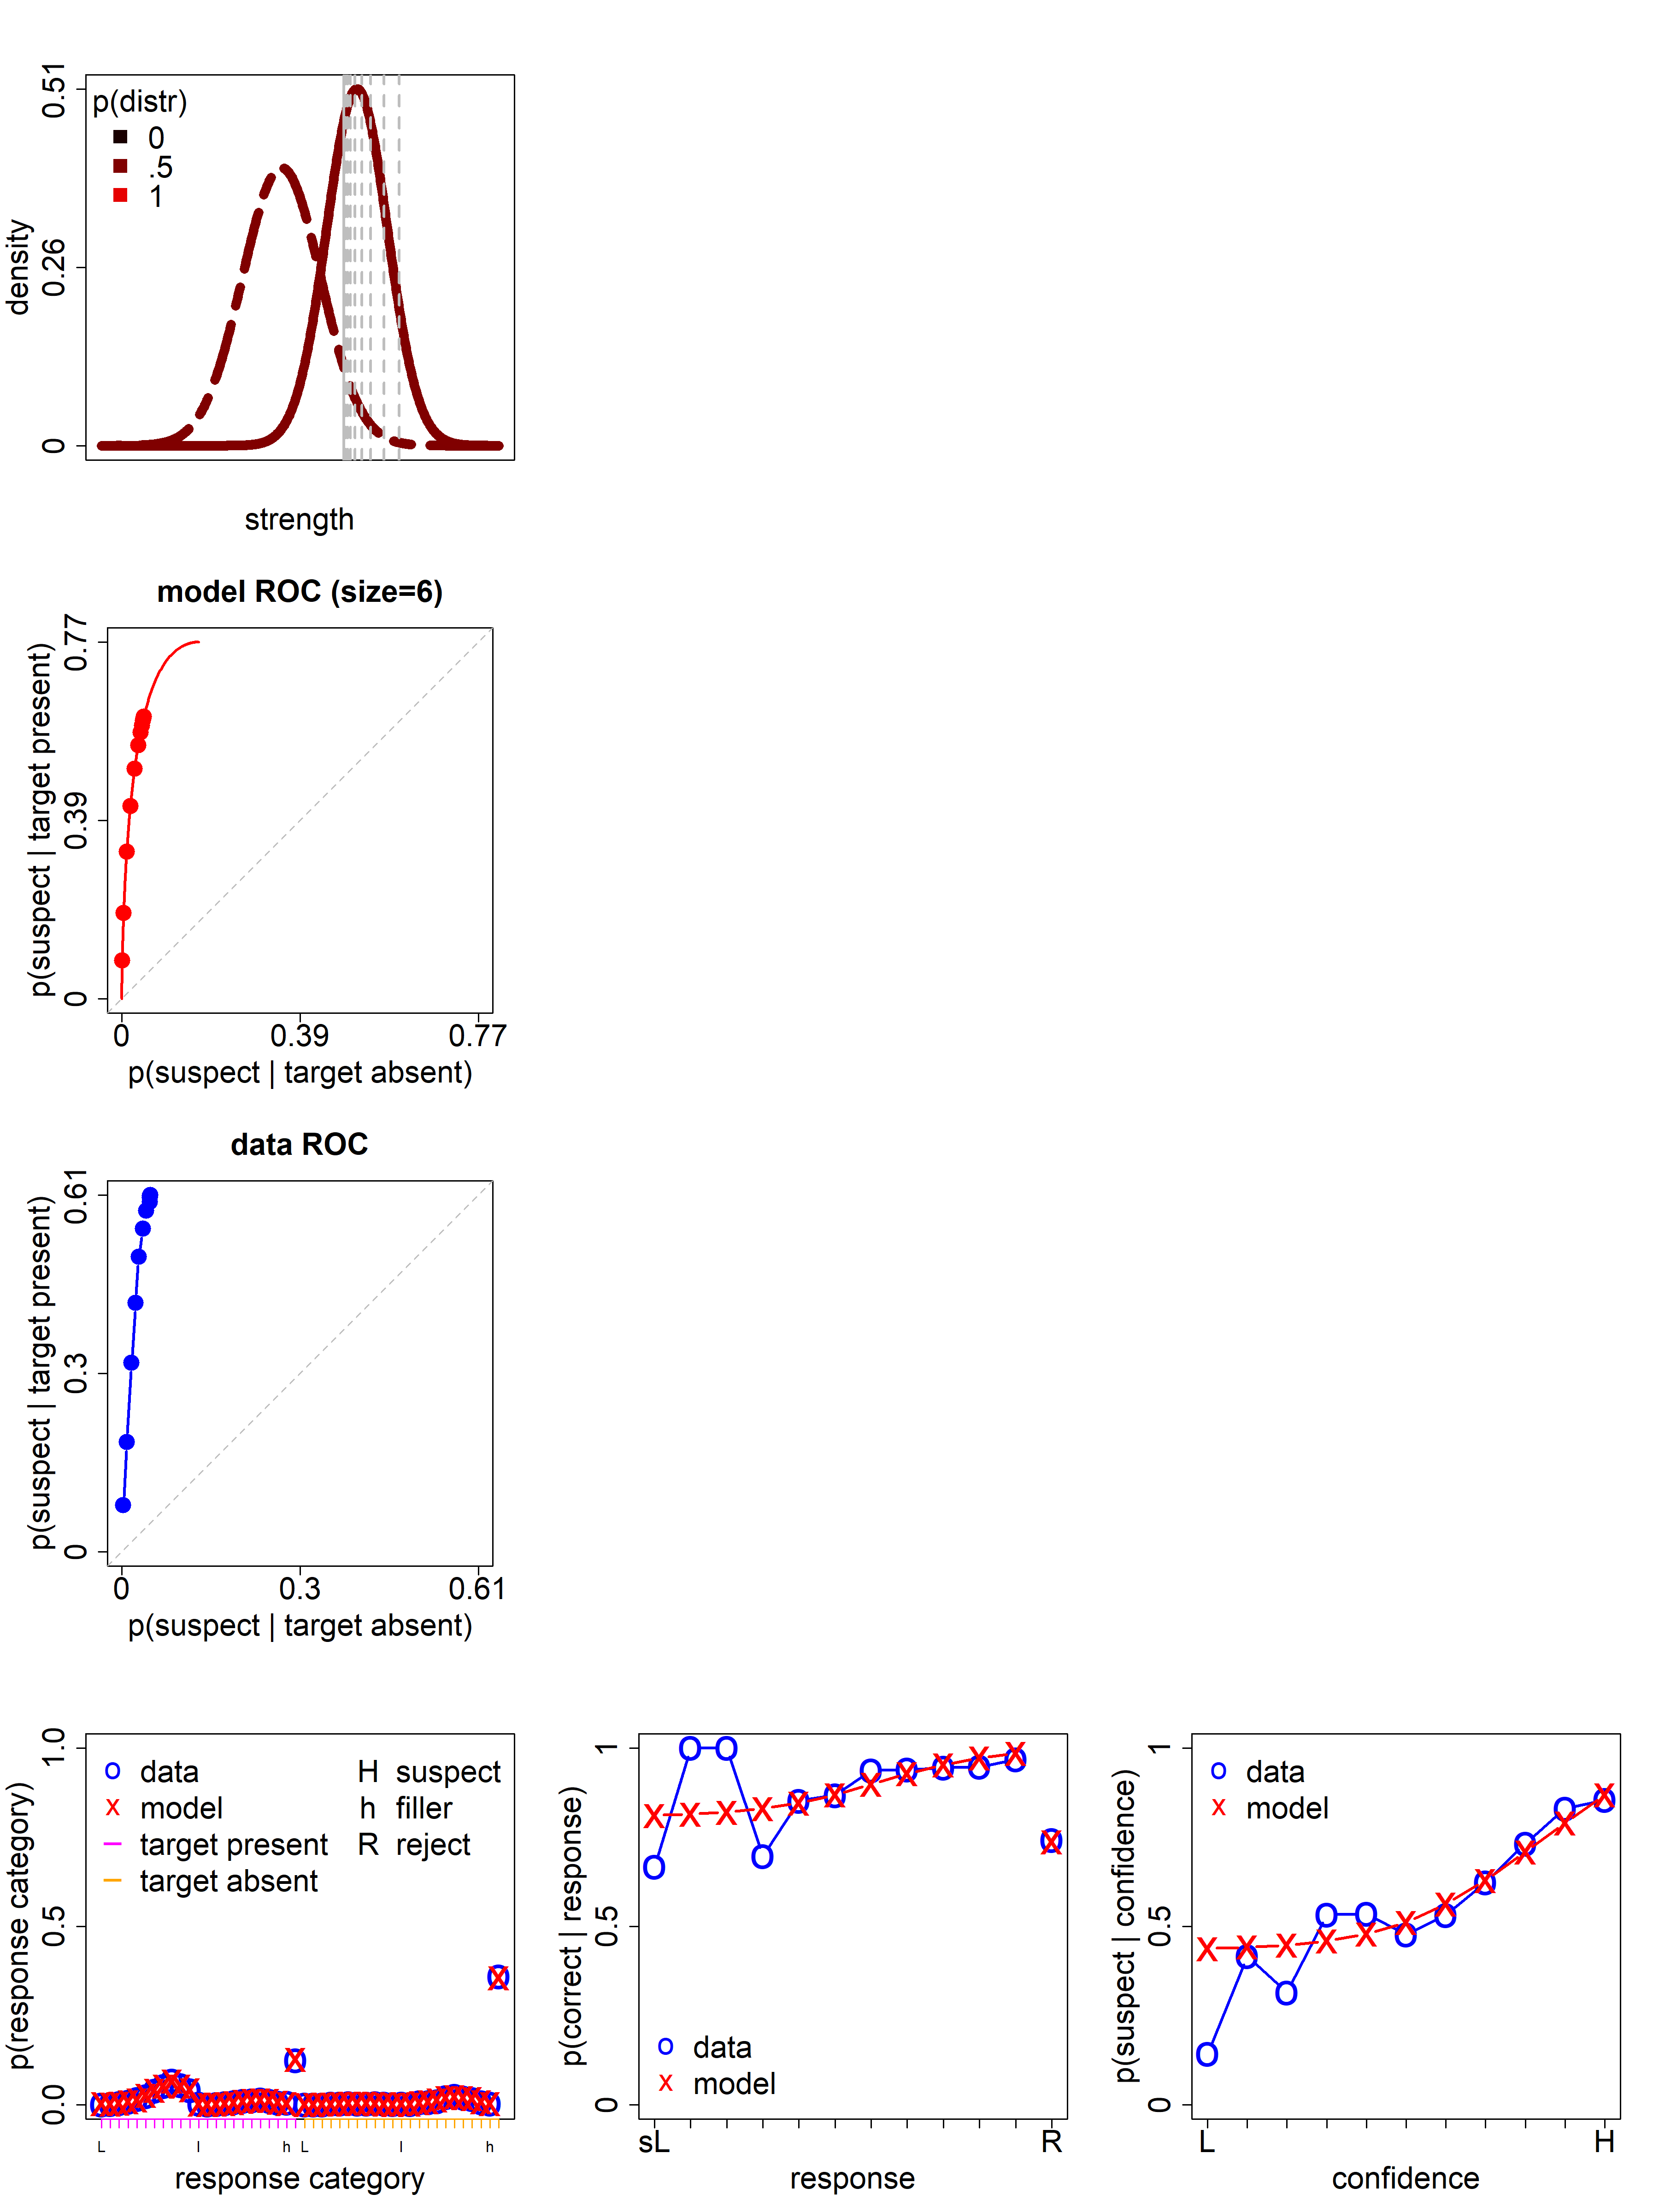 p(distr)
0
.5
1
0.51
0.26
0
density
strength
model ROC (size=6)
0.77
0.39
0
p(suspect | target present)
0 0.39 0.77
p(suspect | target absent)
data ROC
0.61
0.3
0
p(suspect | target present)
0 0.3 0.61
p(suspect | target absent)
1.0
0.5
0.0
p(response category)
o data H suspect
x model h filler
target present R reject
target absent
L l h L l h
response category
1
0.5
0
p(correct | response)
o data
x model
sL R
response
1
0.5
0
p(suspect | confidence)
o data
x model
L H
confidence